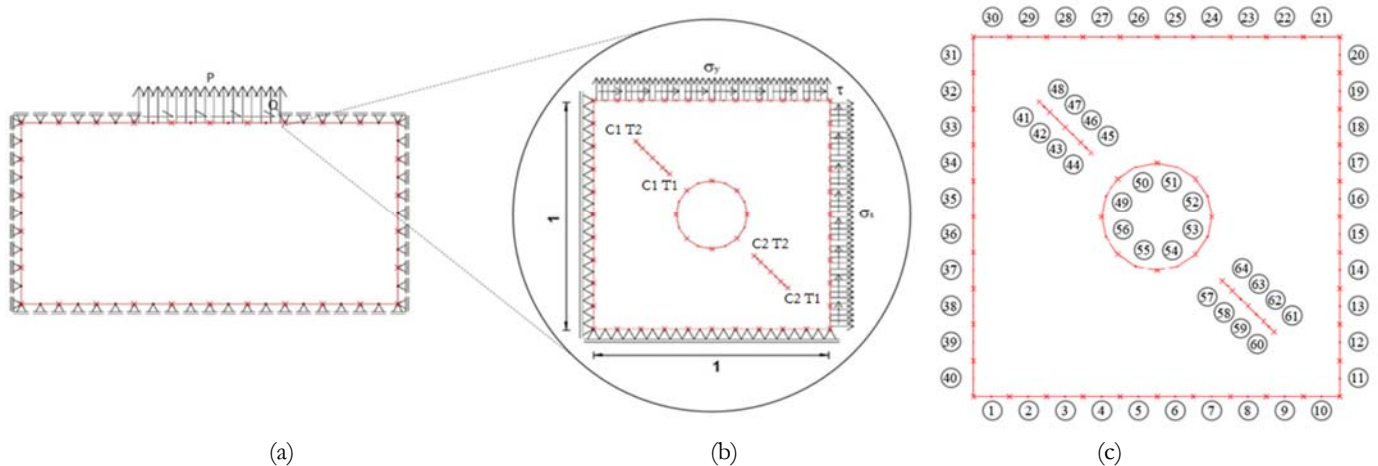 P
Q
(a)
σy
τ
C1 T2
C1 T1
1
σx
C2 T2
C2 T1
1
(b)
30 29 28 27 26 25 24 23 22 21
31 20
32 48 19
47
41 46
33 42 45 18
43
34 44 17
50 51
35 49 52 16
36 56 53 15
55 54
37 64 14
63
38 57 62 13
58 61
39 59 12
60
40 11
1 2 3 4 5 6 7 8 9 10
(c)